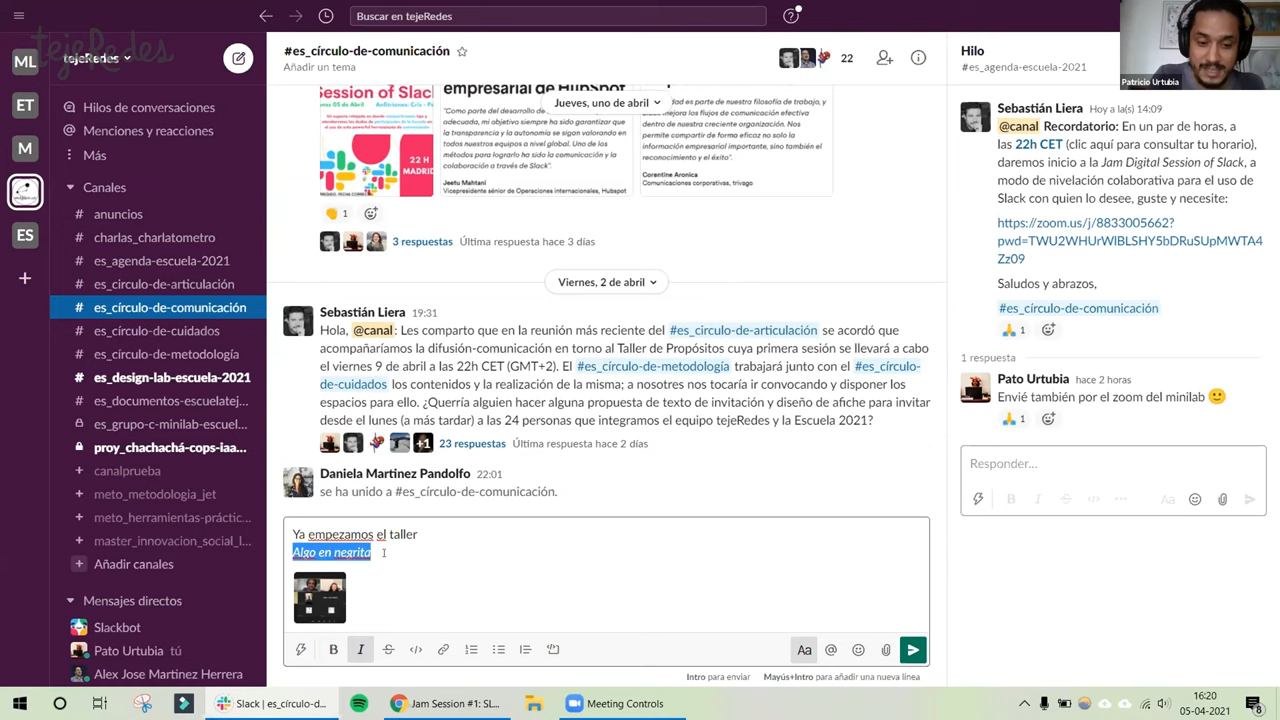 Buscar en tejeRedes
tejeRedes
tejeRedes
ML
ET
M
ES
Hilos de conversaciones
Menciones y reacciones
Más
Canales
# anuncios
# charlas-charlatometro
# es_agenda-escuela-2021
# es_círculo-de-articulación
# es_círculo-de-comunicación
# es_círculo-de-cuidados
# es_círculo-de-metodología
# es_design-lab-escuela-2021
# es_documentos-escuelatej...
es_grupo-c-minilab-escuel...
proy_chachachá-cops-iaa...
canalprueba
meto_metodologia_jet
meto_herramientas-práctic...
master_innovacion_social_l...
Añadir canales
Mensajes directos
Slackbot
Pato Urtubia tú
Alex Jose Martinez Herrera
#es_círculo-de-comunicación
Añadir un tema
22
Session of Slac
empresarial de HubSpot
Jueves, uno de abril
22 H
MADRID
"Como parte del desarrollo de
adecuada, mi objetivo siempre ha sido garantizar que
la transparencia y la autonomía se sigan valorando en
todos nuestros equipos a nivel global. Uno de los
métodos para lograrlo ha sido la comunicación y la
colaboración a través de Slack".
Jeetu Mahtani
Vicepresidente sénior de Operaciones internacionales, Hubspot
dad es parte de nuestra filosofía de trabajo, y
mejora los flujos de comunicación efectiva
dentro de nuestra creciente organización. Nos
permite compartir de forma eficaz no solo la
información empresarial importante, sino también el
reconocimiento y el éxito".
Corentine Aronica
Comunicaciones corporativas, trivago
1
3 respuestas Última respuesta hace 3 días
Viernes, 2 de abril
Sebastián Liera 19:31
Hola, @canal: Les comparto que en la reunión más reciente del #es_círculo-de-articulación se acordó que
acompañaríamos la difusión-comunicación en torno al Taller de Propósitos cuya primera sesión se llevará a cabo
el viernes 9 de abril a las 22h CET (GMT+2). El #es_círculo-de-metodología trabajará junto con el #es_círculo-
de-cuidados los contenidos y la realización de la misma; a nosotres nos tocaría ir convocando y disponer los
espacios para ello. ¿Querría alguien hacer alguna propuesta de texto de invitación y diseño de afiche para invitar
desde el lunes (a más tardar) a las 24 personas que integramos el equipo tejeRedes y la Escuela 2021?
+1 23 respuestas Última respuesta hace 2 días
Daniela Martinez Pandolfo 22:01
se ha unido a #es_círculo-de-comunicación.
Ya empezamos el taller
Algo en negrita
B I S </> Aa @
Intro para enviar Mayús+Intro para añadir una nueva línea
Hilo
#es_agenda-escuela-2021
Patricio Urtubia
Sebastián Liera Hoy a la(s) 14:09
@canal Recordatorio: En un par de horas, a
las 22h CET (clic aquí para consultar tu horario),
daremos inicio a la Jam Digital Session of Slack, a
modo de nivelación colaborativa para el uso de
Slack con quien lo desee, guste y necesite:
https://zoom.us/j/8833005662?
pwd=TWU2WHUrWlBLSHY5bDRuSUpMWTA4
Zz09
Saludos y abrazos,
#es_círculo-de-comunicación
1
1 respuesta
Pato Urtubia hace 2 horas
Envié también por el zoom del minilab
1
Responder...
B I S </> ... Aa
Slack | es_círculo-d...
Jam Session #1: SL...
Meeting Controls
16:20
05-04-2021
8